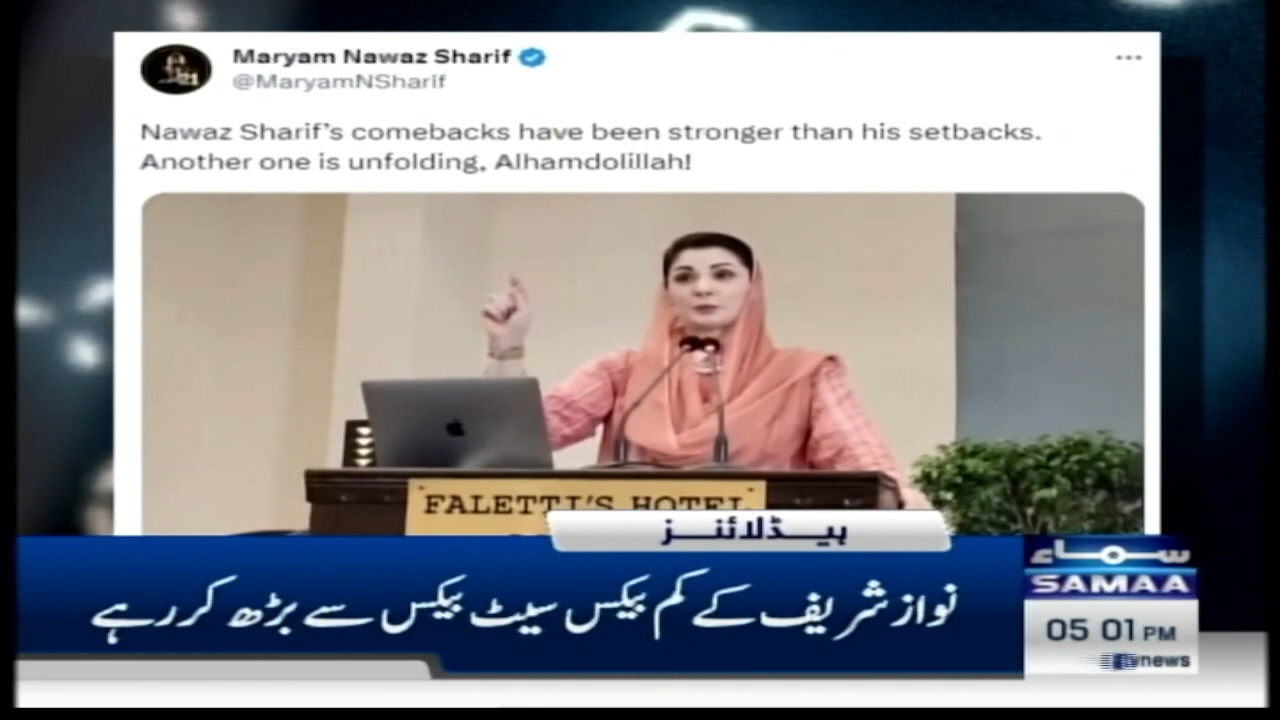 Maryam Nawaz Sharif
@MaryamNSharif
Nawaz Sharif's comebacks have been stronger than his setbacks.
Another one is unfolding, Alhamdolillah!
FALETTI'S HOTEL
ہیڈلائنز
نواز شریف کے کم بیکس سیٹ بیکس سے بڑھ کر رہے
سماء
SAMAA
05 01 PM
news